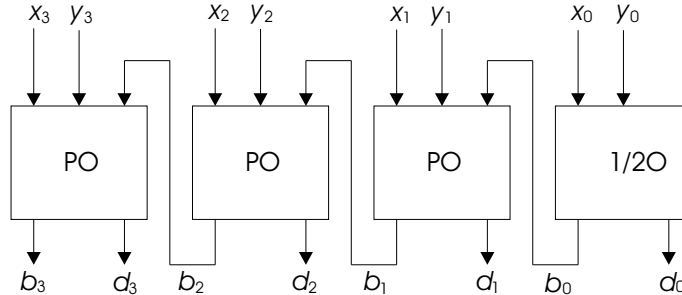 x3 y3 x2 y2 x1 y1 x0 y0
PO PO PO 1/2O
b3 d3 b2 d2 b1 d1 b0 d0